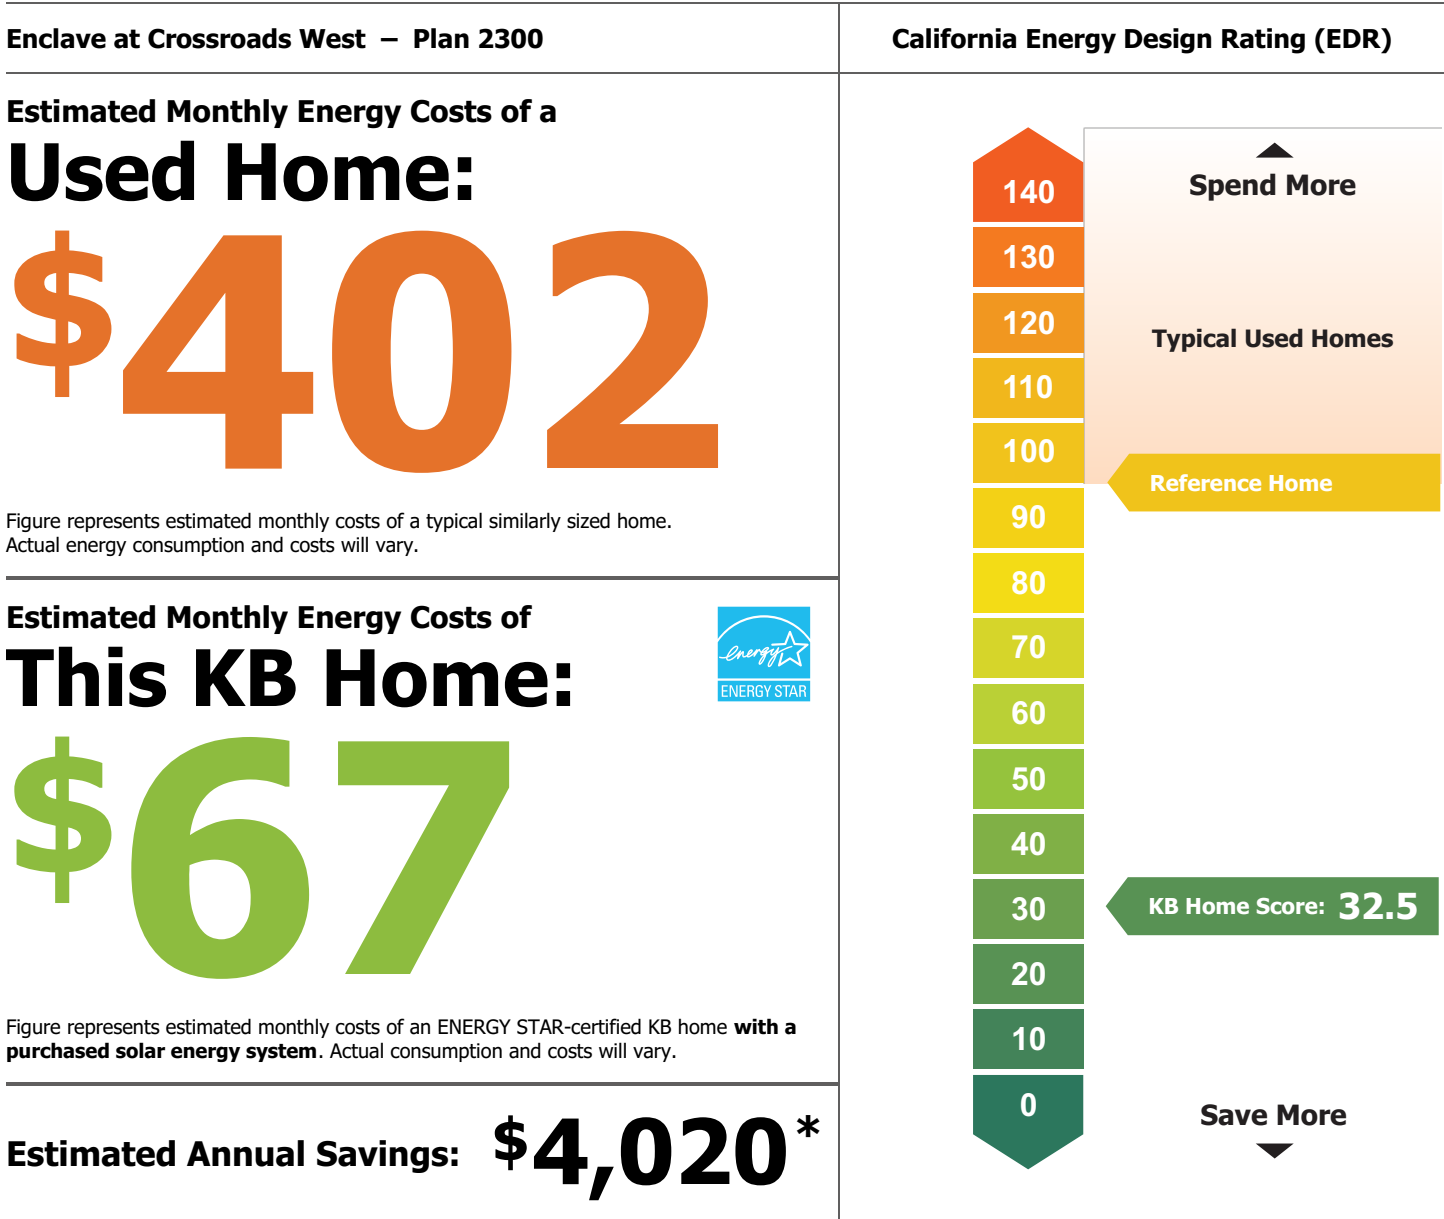 Enclave at Crossroads West – Plan 2300
Estimated Monthly Energy Costs of a
Used Home:
$402
Figure represents estimated monthly costs of a typical similarly sized home.
Actual energy consumption and costs will vary.
Estimated Monthly Energy Costs of
This KB Home:
energy
ENERGY STAR
$67
Figure represents estimated monthly costs of an ENERGY STAR-certified KB home with a
purchased solar energy system. Actual consumption and costs will vary.
Estimated Annual Savings: $4,020*
California Energy Design Rating (EDR)
140
130
120
110
100
90
80
70
60
50
40
30
20
10
0
Spend More
Typical Used Homes
Reference Home
KB Home Score: 32.5
Save More